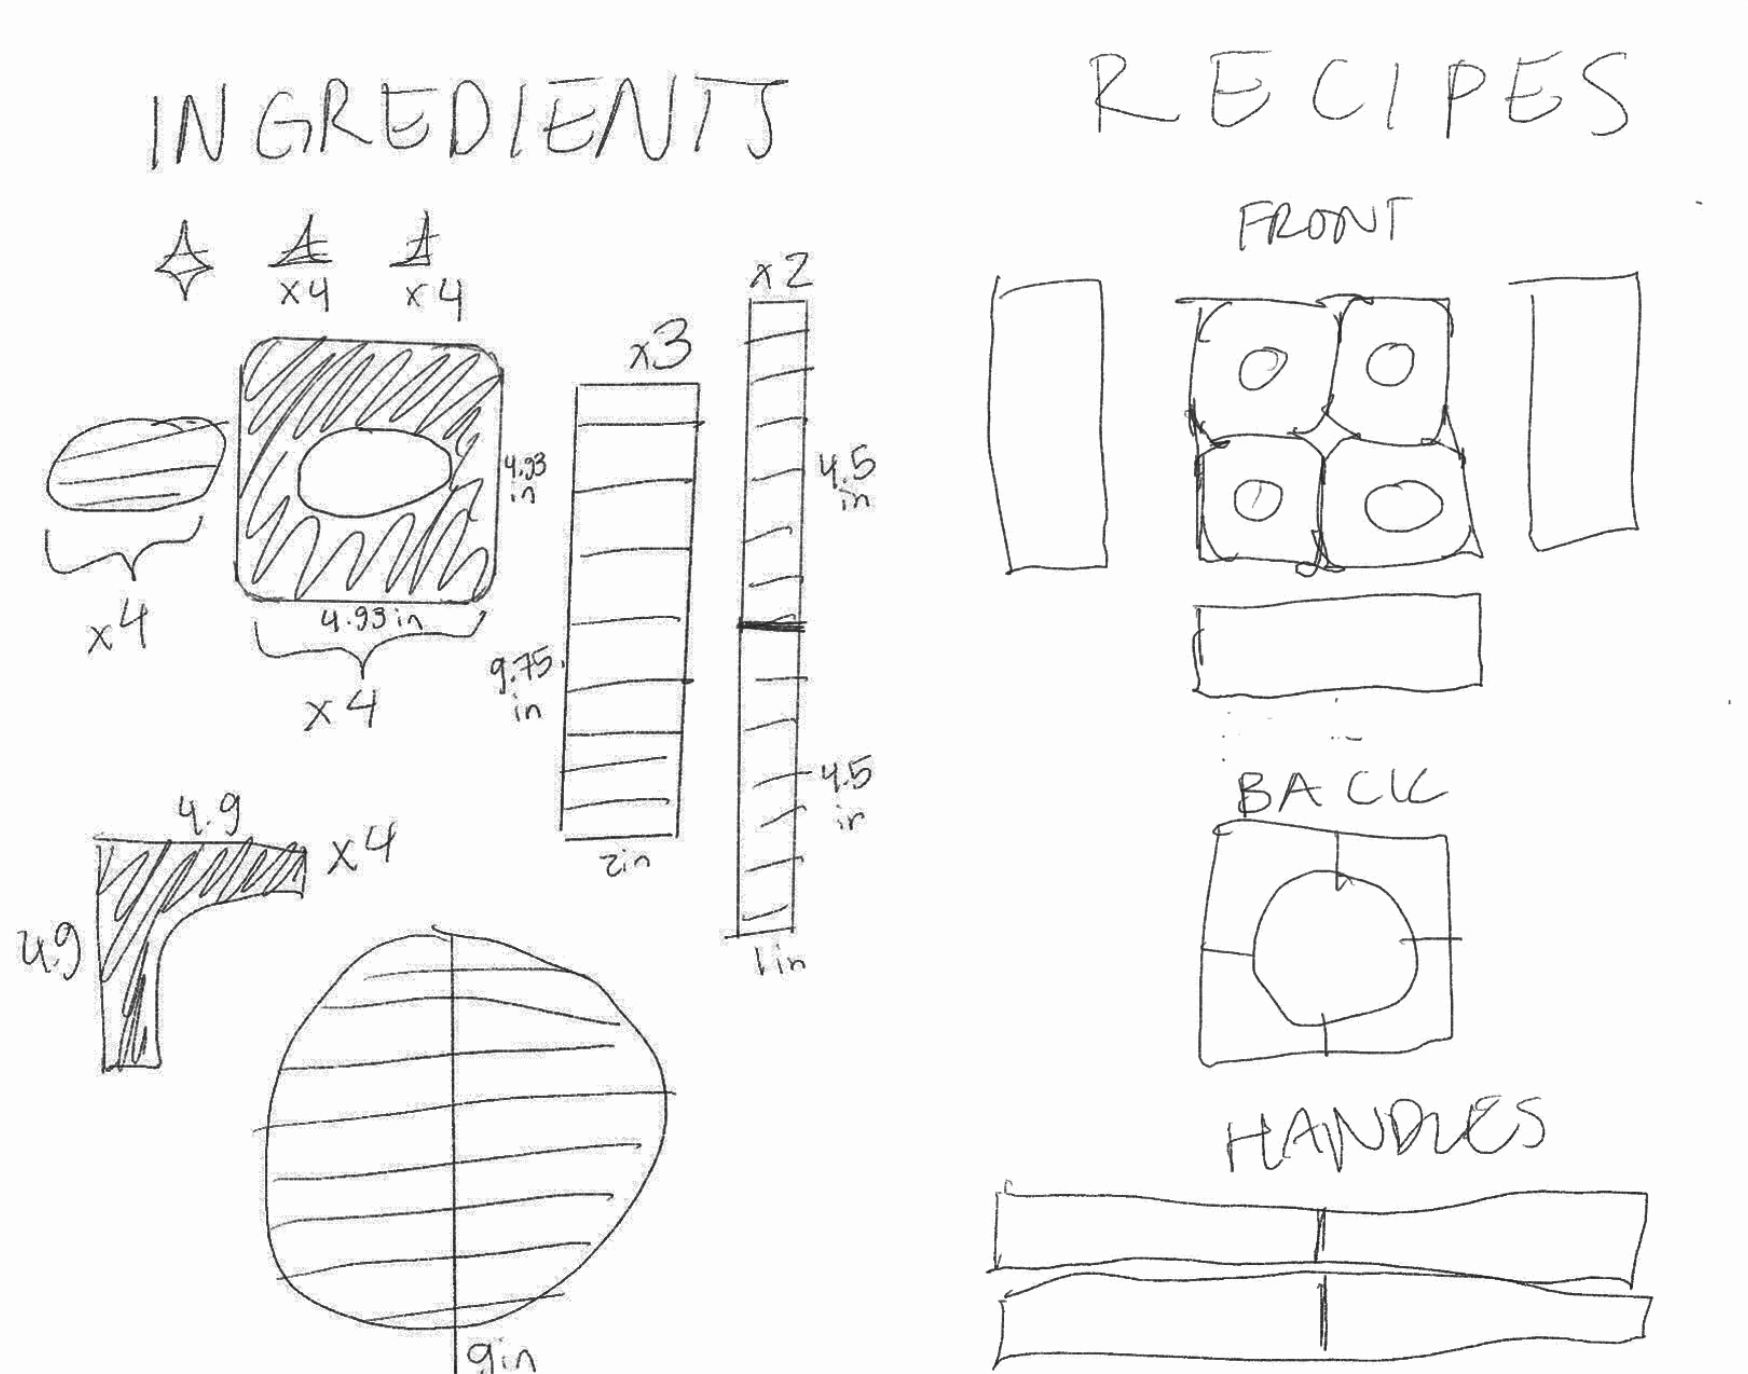 INGREDIENTS
x4
x4
x2
x3
4.93
in
4.5
in
x4
4.93 in
x4
9.75
in
4.5
in
2in
1in
4.9
x4
4.9
9in
RECIPES
FRONT
BACK
HANDLES